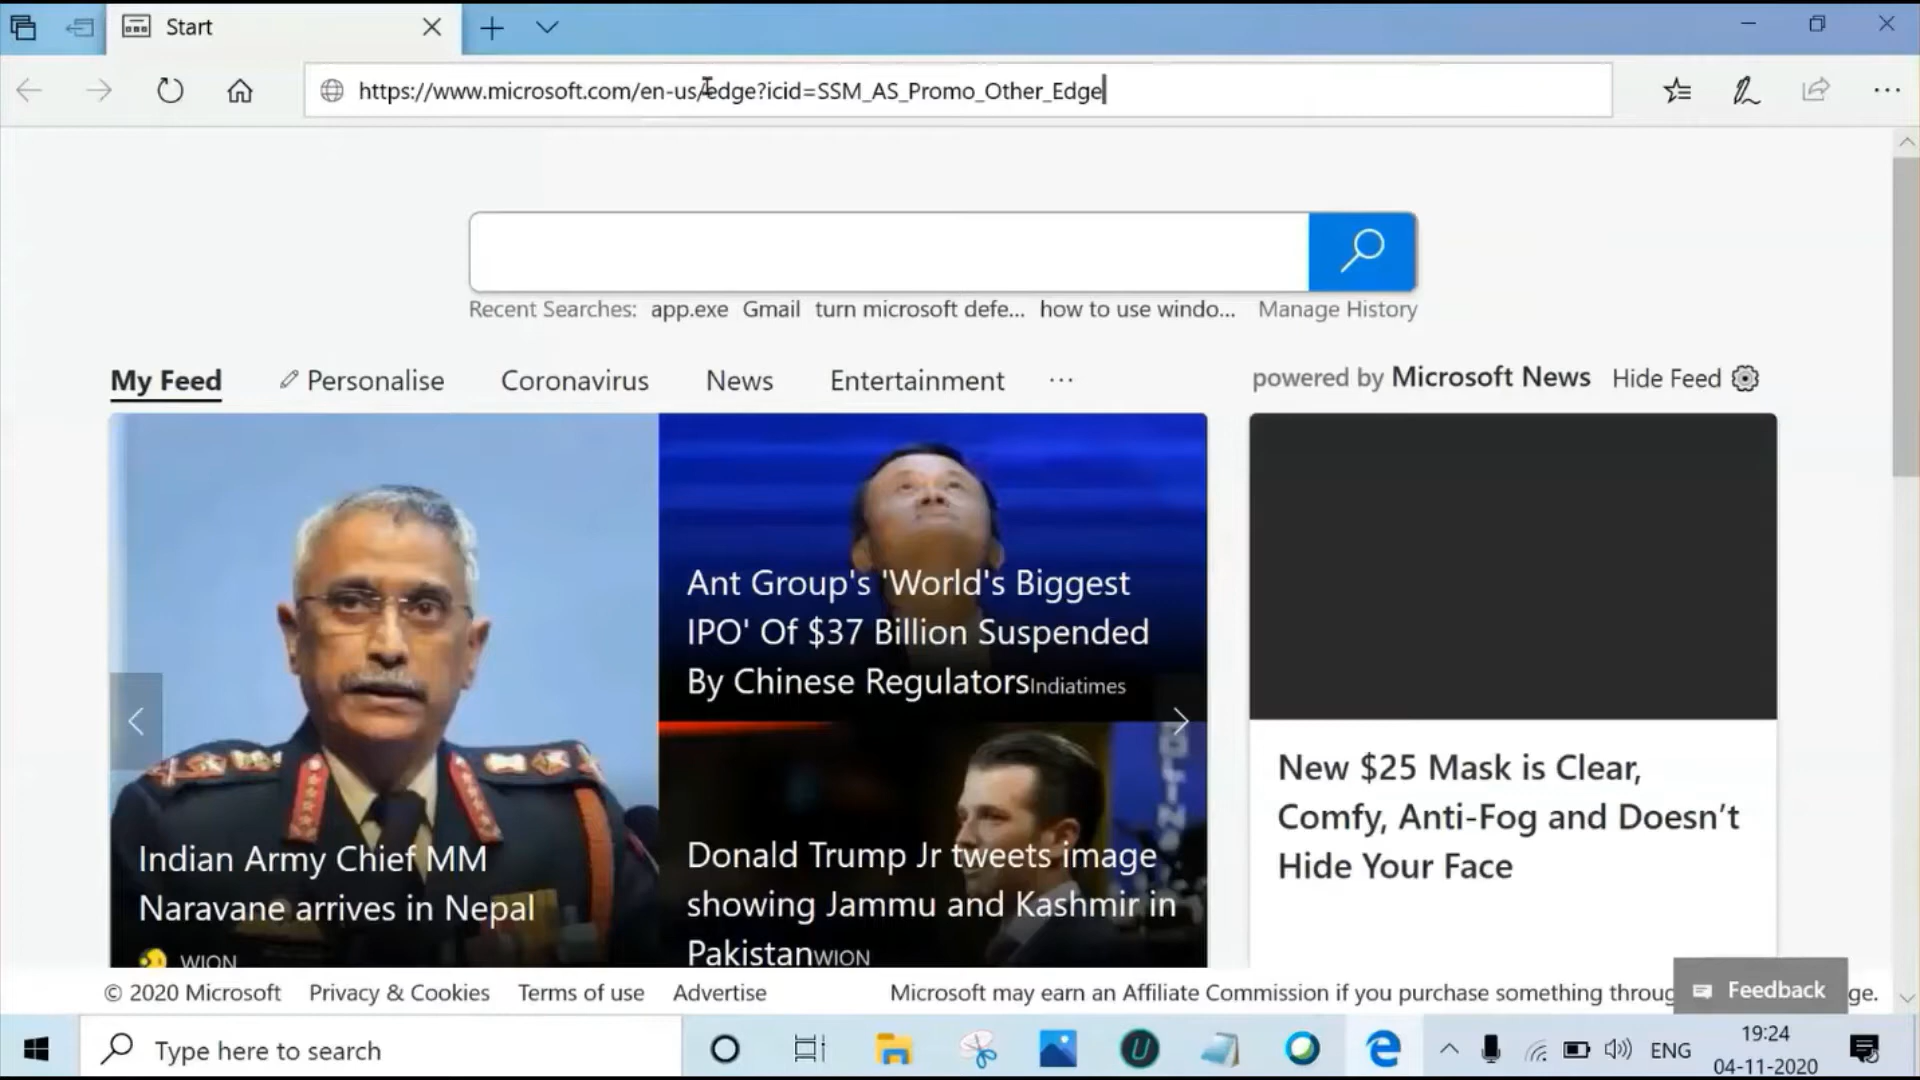 Start
https://www.microsoft.com/en-us/edge?icid=SSM_AS_Promo_Other_Edge
Recent Searches: app.exe Gmail turn microsoft defe... how to use windo... Manage History
My Feed Personalise Coronavirus News Entertainment ...
powered by Microsoft News Hide Feed
Indian Army Chief MM
Naravane arrives in Nepal
WION
Ant Group's 'World's Biggest
IPO' Of $37 Billion Suspended
By Chinese Regulators Indiatimes
Donald Trump Jr tweets image
showing Jammu and Kashmir in
Pakistan WION
New $25 Mask is Clear,
Comfy, Anti-Fog and Doesn’t
Hide Your Face
© 2020 Microsoft Privacy & Cookies Terms of use Advertise
Microsoft may earn an Affiliate Commission if you purchase something
Feedback
Type here to search
ENG
19:24
04-11-2020